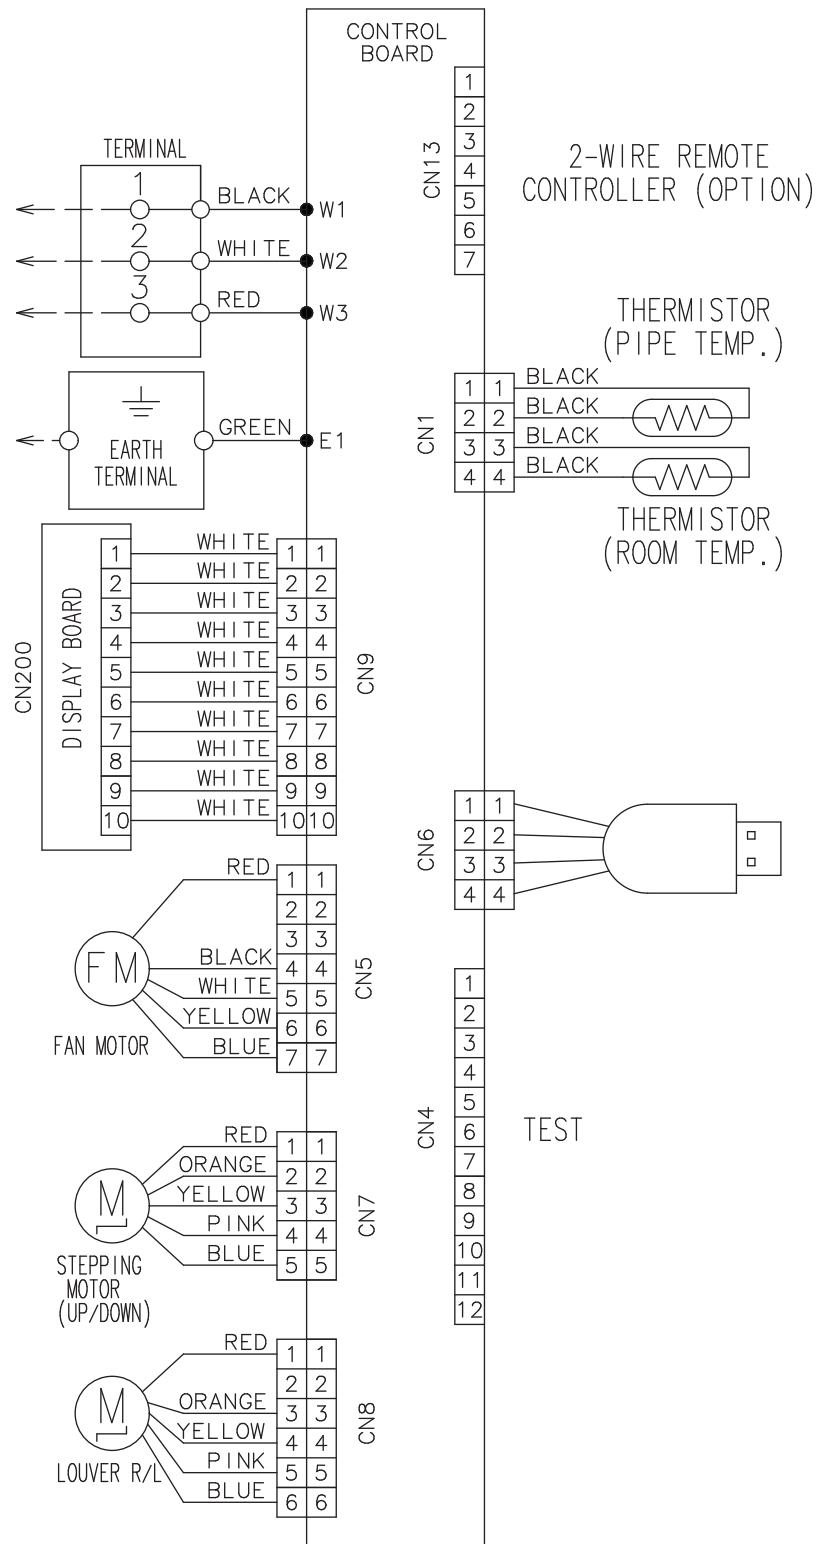 CONTROL
BOARD
CN13
1
2
3
4
5
6
7
2-WIRE REMOTE
CONTROLLER (OPTION)
TERMINAL
1
BLACK
W1
2
WHITE
W2
3
RED
W3
EARTH
TERMINAL
GREEN
E1
THERMISTOR
(PIPE TEMP.)
CN1
1 1 BLACK
2 2 BLACK
3 3 BLACK
4 4 BLACK
THERMISTOR
(ROOM TEMP.)
CN200
DISPLAY BOARD
1 WHITE 1 1
2 WHITE 2 2
3 WHITE 3 3
4 WHITE 4 4
5 WHITE 5 5
6 WHITE 6 6
7 WHITE 7 7
8 WHITE 8 8
9 WHITE 9 9
10 WHITE 10 10
CN9
CN6
1 1
2 2
3 3
4 4
FM
FAN MOTOR
RED 1 1
2 2
3 3
BLACK 4 4
WHITE 5 5
YELLOW 6 6
BLUE 7 7
CN5
CN4
1
2
3
4
5
6
7
8
9
10
11
12
TEST
M
STEPPING
MOTOR
(UP/DOWN)
RED 1 1
ORANGE 2 2
YELLOW 3 3
PINK 4 4
BLUE 5 5
CN7
M
LOUVER R/L
RED 1 1
2 2
ORANGE 3 3
YELLOW 4 4
PINK 5 5
BLUE 6 6
CN8